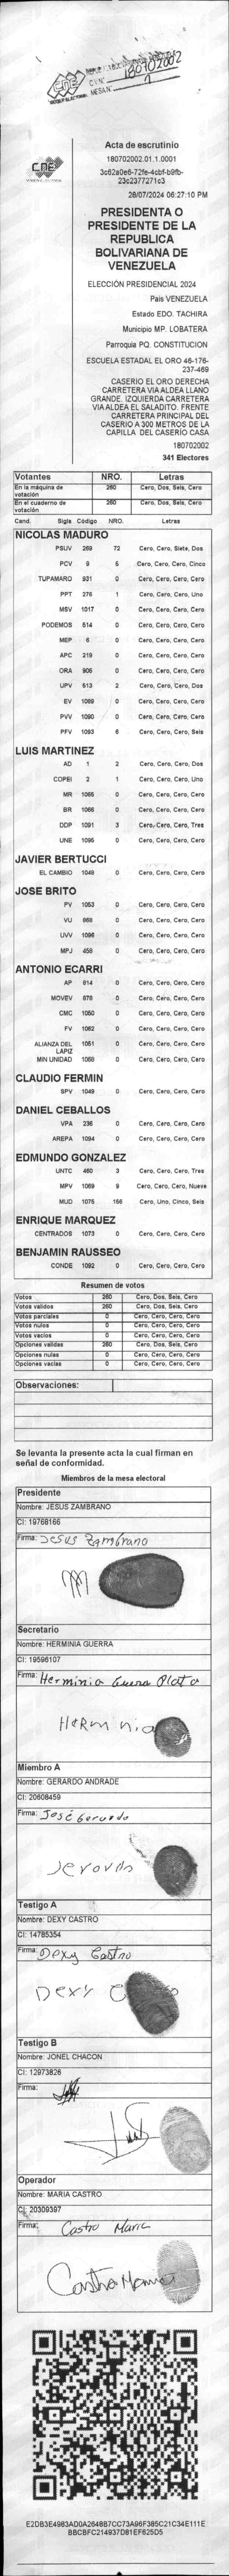 CNE
180702002
MESA Nº 1
CNE
Acta de escrutinio
180702002.01.1.0001
3c62a0e6-72fe-4cbf-b9fb-
23c2377271c3
28/07/2024 06:27:10 PM
PRESIDENTA O
PRESIDENTE DE LA
REPUBLICA
BOLIVARIANA DE
VENEZUELA
ELECCIÓN PRESIDENCIAL 2024
Pais VENEZUELA
Estado EDO. TACHIRA
Municipio MP. LOBATERA
Parroquia PQ. CONSTITUCION
ESCUELA ESTADAL EL ORO 46-176-
237-469
CASERIO EL ORO DERECHA
CARRETERA VIA ALDEA LLANO
GRANDE. IZQUIERDA CARRETERA
VIA ALDEA EL SALADITO. FRENTE
CARRETERA PRINCIPAL DEL
CASERIO A 300 METROS DE LA
CAPILLA DEL CASERIO CASA
180702002
341 Electores
Votantes NRO. Letras
En la máquina de votación 260 Cero, Dos, Seis, Cero
En el cuaderno de votación 260 Cero, Dos, Seis, Cero
Cand. Sigla Código NRO. Letras
NICOLAS MADURO
PSUV 269 72 Cero, Cero, Siete, Dos
PCV 9 5 Cero, Cero, Cero, Cinco
TUPAMARO 931 0 Cero, Cero, Cero, Cero
PPT 276 1 Cero, Cero, Cero, Uno
MSV 1017 0 Cero, Cero, Cero, Cero
PODEMOS 514 0 Cero, Cero, Cero, Cero
MEP 6 0 Cero, Cero, Cero, Cero
APC 219 0 Cero, Cero, Cero, Cero
ORA 905 0 Cero, Cero, Cero, Cero
UPV 513 2 Cero, Cero, Cero, Dos
EV 1089 0 Cero, Cero, Cero, Cero
PVV 1090 0 Cero, Cero, Cero, Cero
PFV 1093 6 Cero, Cero, Cero, Seis
LUIS MARTINEZ
AD 1 2 Cero, Cero, Cero, Dos
COPEI 2 1 Cero, Cero, Cero, Uno
MR 1065 0 Cero, Cero, Cero, Cero
BR 1066 0 Cero, Cero, Cero, Cero
DDP 1091 3 Cero, Cero, Cero, Tres
UNE 1095 0 Cero, Cero, Cero, Cero
JAVIER BERTUCCI
EL CAMBIO 1048 0 Cero, Cero, Cero, Cero
JOSE BRITO
PV 1053 0 Cero, Cero, Cero, Cero
VU 868 0 Cero, Cero, Cero, Cero
UVV 1096 0 Cero, Cero, Cero, Cero
MPJ 458 0 Cero, Cero, Cero, Cero
ANTONIO ECARRI
AP 814 0 Cero, Cero, Cero, Cero
MOVEV 878 0 Cero, Cero, Cero, Cero
CMC 1050 0 Cero, Cero, Cero, Cero
FV 1062 0 Cero, Cero, Cero, Cero
ALIANZA DEL LAPIZ 1051 0 Cero, Cero, Cero, Cero
MIN UNIDAD 1058 0 Cero, Cero, Cero, Cero
CLAUDIO FERMIN
SPV 1049 0 Cero, Cero, Cero, Cero
DANIEL CEBALLOS
VPA 236 0 Cero, Cero, Cero, Cero
AREPA 1094 0 Cero, Cero, Cero, Cero
EDMUNDO GONZALEZ
UNTC 460 3 Cero, Cero, Cero, Tres
MPV 1069 9 Cero, Cero, Cero, Nueve
MUD 1075 156 Cero, Uno, Cinco, Seis
ENRIQUE MARQUEZ
CENTRADOS 1073 0 Cero, Cero, Cero, Cero
BENJAMIN RAUSSEO
CONDE 1092 0 Cero, Cero, Cero, Cero
Resumen de votos
Votos 260 Cero, Dos, Seis, Cero
Votos validos 260 Cero, Dos, Seis, Cero
Votos parciales 0 Cero, Cero, Cero, Cero
Votos nulos 0 Cero, Cero, Cero, Cero
Votos vacios 0 Cero, Cero, Cero, Cero
Opciones validas 260 Cero, Dos, Seis, Cero
Opciones nulas 0 Cero, Cero, Cero, Cero
Opciones vacias 0 Cero, Cero, Cero, Cero
Observaciones:
Se levanta la presente acta la cual firman en
señal de conformidad.
Miembros de la mesa electoral
Presidente
Nombre: JESUS ZAMBRANO
CI: 19768166
Firma: Jesus Zambrano
Secretario
Nombre: HERMINIA GUERRA
CI: 19596107
Firma: Herminia Guerra Plata
Herminia
Miembro A
Nombre: GERARDO ANDRADE
CI: 20608459
Firma: José Gerardo
Testigo A
Nombre: DEXY CASTRO
CI: 14785354
Firma: Dexy Castro
Dexy
Testigo B
Nombre: JONEL CHACON
CI: 12973826
Firma:
Operador
Nombre: MARIA CASTRO
CI: 20309397
Firma: Castro Maria
Castro Maria
E2DB3E4983AD0A2648B7CC73A96F385C21C34E111E
BBCBFC214937D81EF625D5